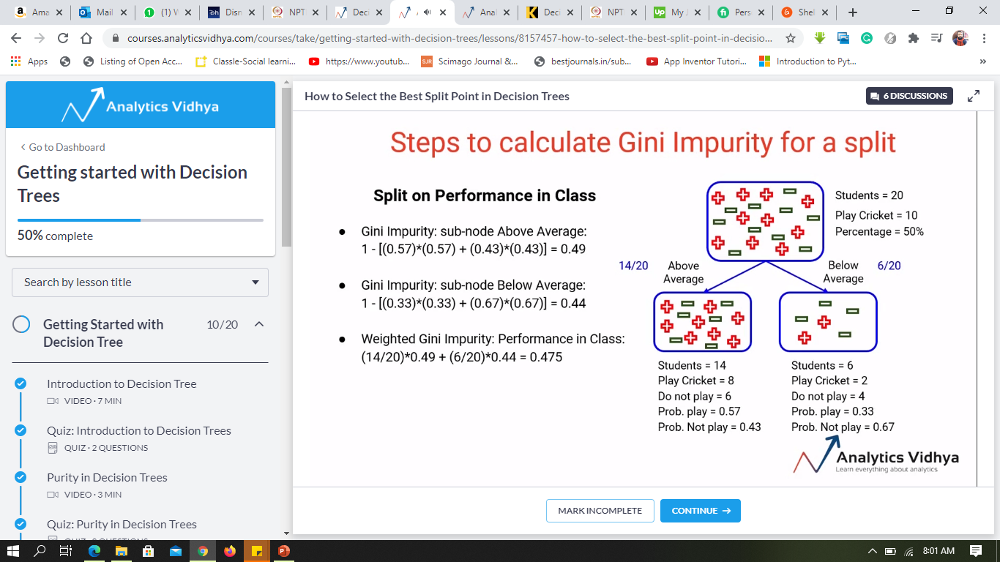 Ama
Mail
(1) V
Disn
NPT
Deci
A
Anal
Deci
NPT
My J
Pers
Shel
courses.analyticsvidhya.com/courses/take/getting-started-with-decision-trees/lessons/8157457-how-to-select-the-best-split-point-in-decisio...
Apps
Listing of Open Acc...
Classle-Social learni...
https://www.youtub...
SJR
Scimago Journal &...
bestjournals.in/sub...
App Inventor Tutori...
Introduction to Pyt...
»
Analytics Vidhya
< Go to Dashboard
Getting started with Decision
Trees
50% complete
Search by lesson title
Getting Started with
Decision Tree
10/20
Introduction to Decision Tree
VIDEO · 7 MIN
Quiz: Introduction to Decision Trees
QUIZ · 2 QUESTIONS
Purity in Decision Trees
VIDEO · 3 MIN
Quiz: Purity in Decision Trees
How to Select the Best Split Point in Decision Trees
6 DISCUSSIONS
Steps to calculate Gini Impurity for a split
Split on Performance in Class
● Gini Impurity: sub-node Above Average:
1 - [(0.57)*(0.57) + (0.43)*(0.43)] = 0.49
● Gini Impurity: sub-node Below Average:
1 - [(0.33)*(0.33) + (0.67)*(0.67)] = 0.44
● Weighted Gini Impurity: Performance in Class:
(14/20)*0.49 + (6/20)*0.44 = 0.475
Students = 20
Play Cricket = 10
Percentage = 50%
14/20
Above
Average
Below
Average
6/20
Students = 14
Play Cricket = 8
Do not play = 6
Prob. play = 0.57
Prob. Not play = 0.43
Students = 6
Play Cricket = 2
Do not play = 4
Prob. play = 0.33
Prob. Not play = 0.67
Analytics Vidhya
Learn everything about analytics
MARK INCOMPLETE
CONTINUE →
8:01 AM